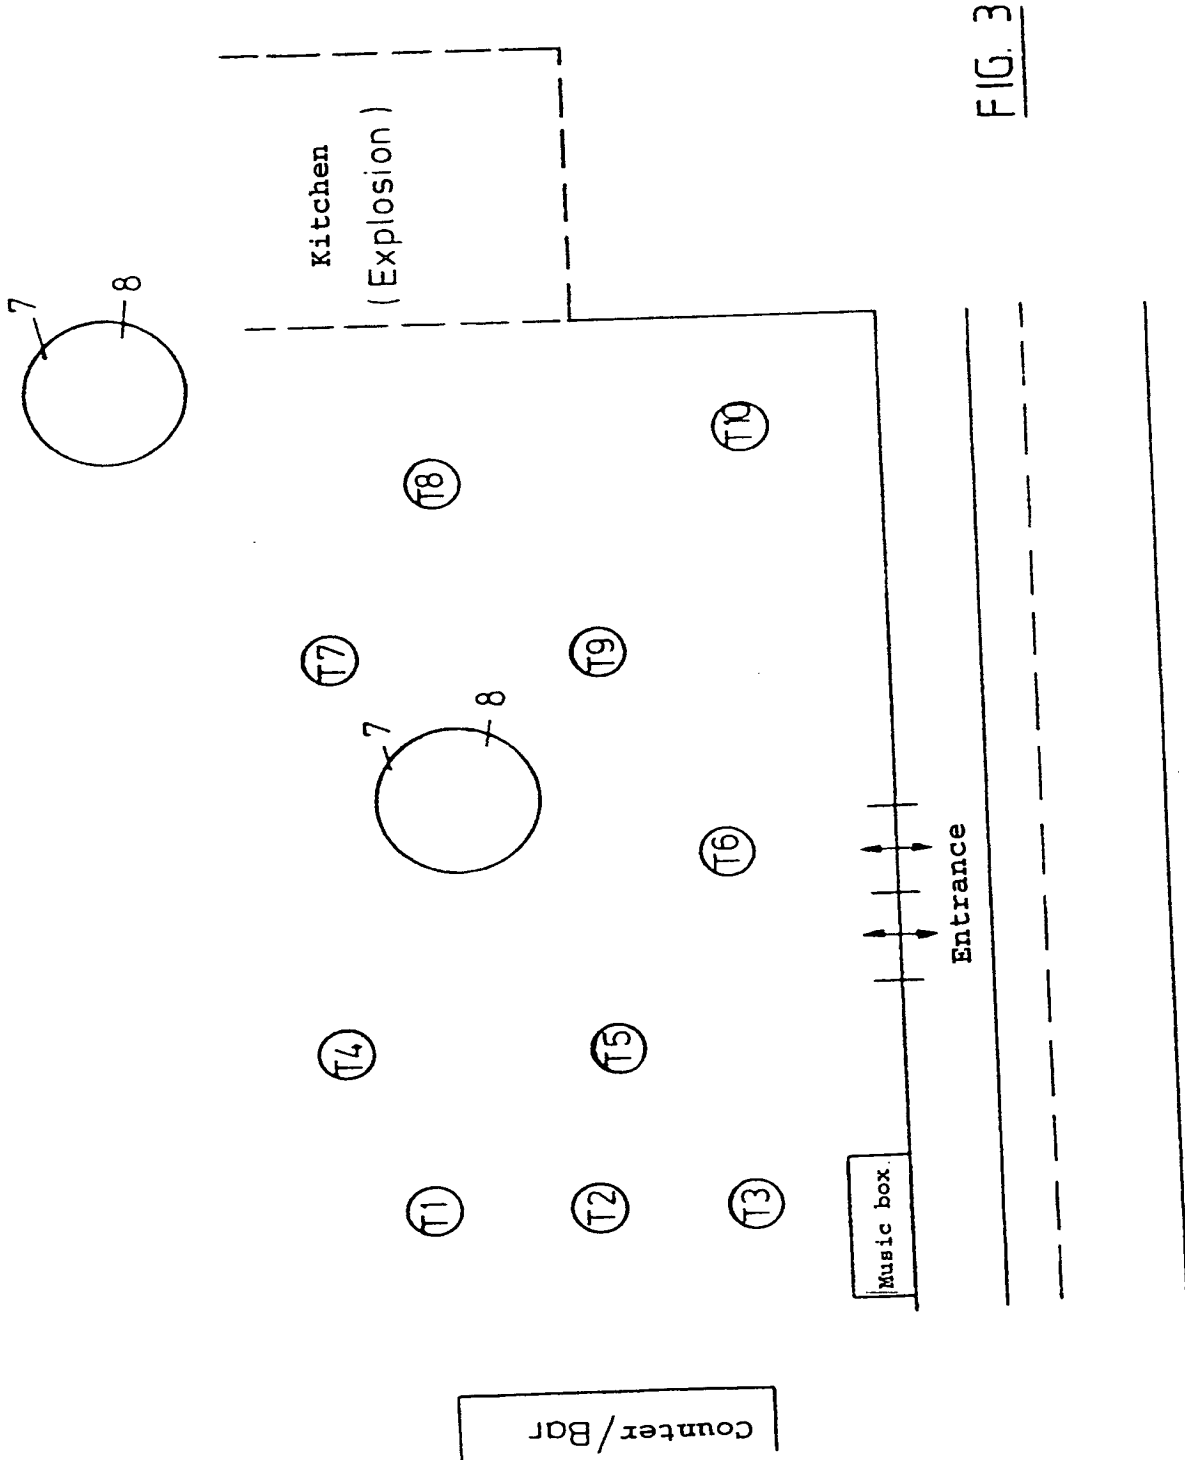 7
8
Kitchen
(Explosion)
T8
T10
T7
T9
7
8
T6
Entrance
T4
T5
T1
T2
T3
Music box
Counter/Bar
FIG. 3